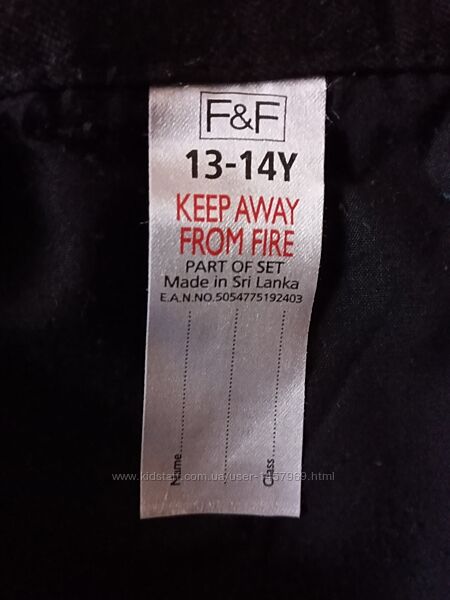 F&F
13-14Y
KEEP AWAY
FROM FIRE
PART OF SET
Made in Sri Lanka
E.A.N.NO.5054775192403
Name
Class